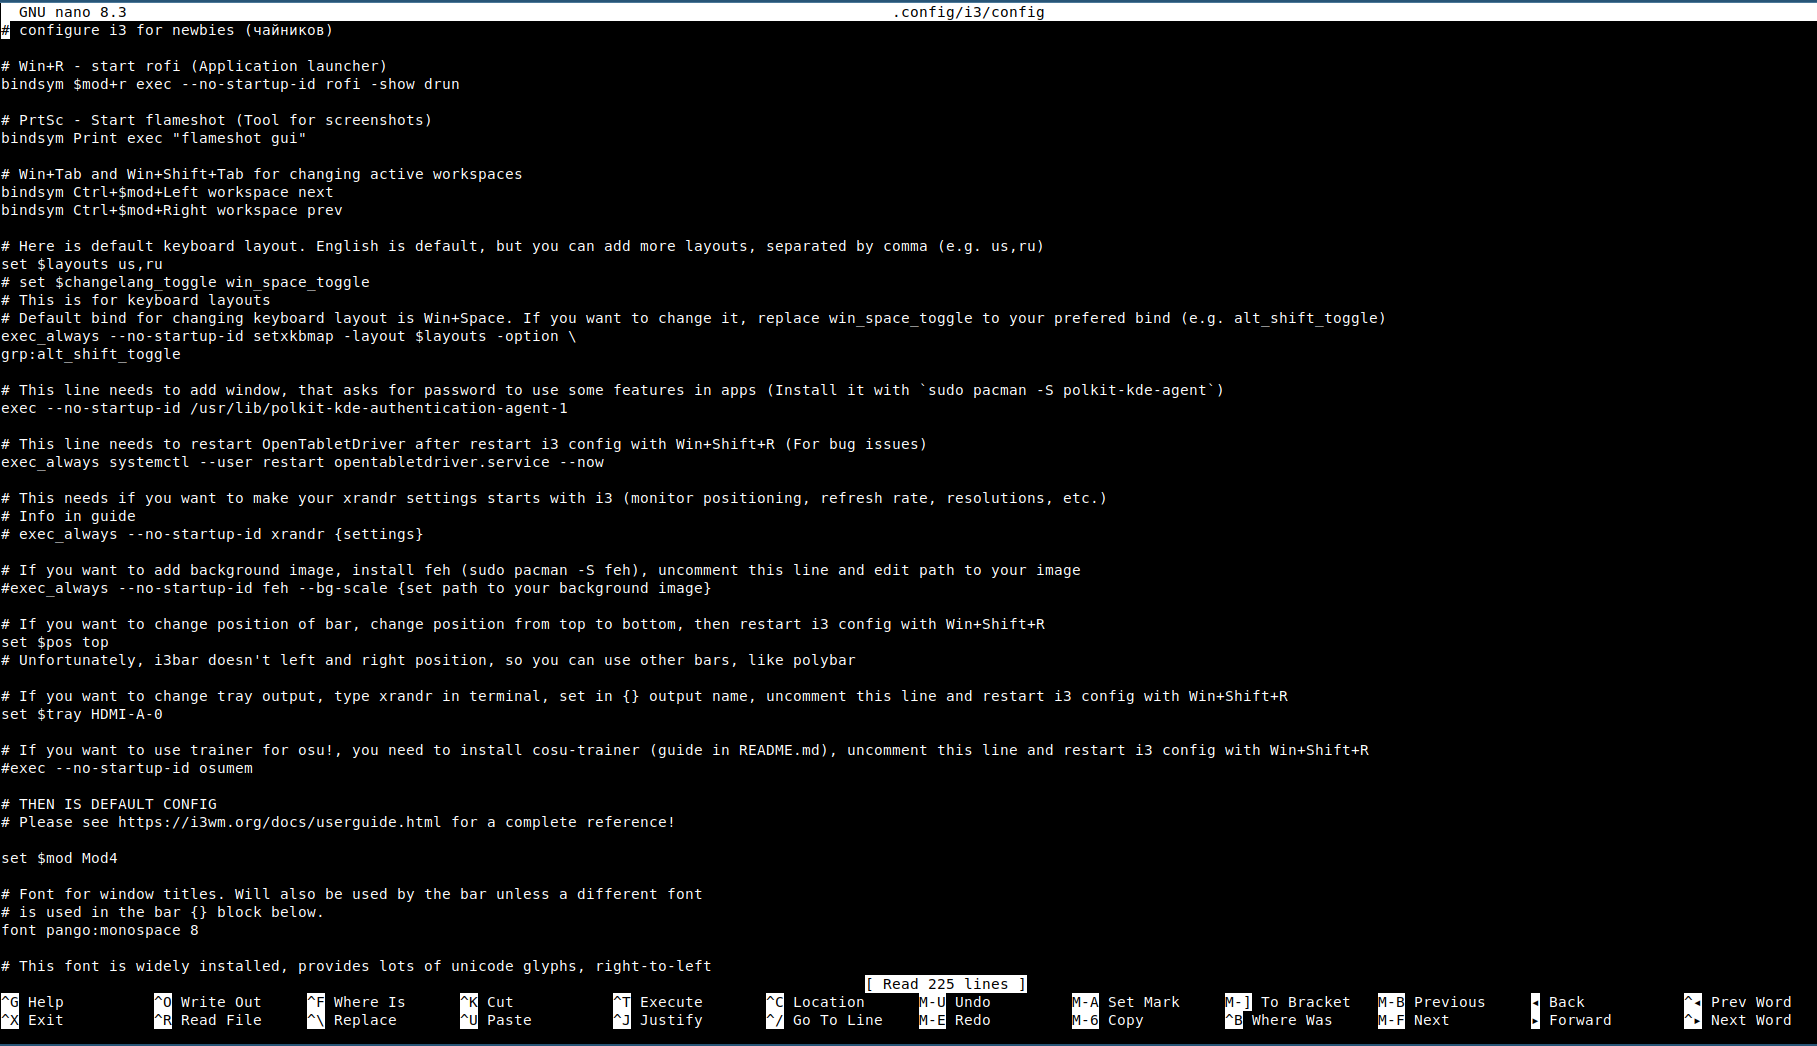 GNU nano 8.3 .config/i3/config
# configure i3 for newbies (чайников)
# Win+R - start rofi (Application launcher)
bindsym $mod+r exec --no-startup-id rofi -show drun
# PrtSc - Start flameshot (Tool for screenshots)
bindsym Print exec "flameshot gui"
# Win+Tab and Win+Shift+Tab for changing active workspaces
bindsym Ctrl+$mod+Left workspace next
bindsym Ctrl+$mod+Right workspace prev
# Here is default keyboard layout. English is default, but you can add more layouts, separated by comma (e.g. us,ru)
set $layouts us,ru
# set $changelang_toggle win_space_toggle
# This is for keyboard layouts
# Default bind for changing keyboard layout is Win+Space. If you want to change it, replace win_space_toggle to your prefered bind (e.g. alt_shift_toggle)
exec_always --no-startup-id setxkbmap -layout $layouts -option \
grp:alt_shift_toggle
# This line needs to add window, that asks for password to use some features in apps (Install it with `sudo pacman -S polkit-kde-agent`)
exec --no-startup-id /usr/lib/polkit-kde-authentication-agent-1
# This line needs to restart OpenTabletDriver after restart i3 config with Win+Shift+R (For bug issues)
exec_always systemctl --user restart opentabletdriver.service --now
# This needs if you want to make your xrandr settings starts with i3 (monitor positioning, refresh rate, resolutions, etc.)
# Info in guide
# exec_always --no-startup-id xrandr {settings}
# If you want to add background image, install feh (sudo pacman -S feh), uncomment this line and edit path to your image
#exec_always --no-startup-id feh --bg-scale {set path to your background image}
# If you want to change position of bar, change position from top to bottom, then restart i3 config with Win+Shift+R
set $pos top
# Unfortunately, i3bar doesn't left and right position, so you can use other bars, like polybar
# If you want to change tray output, type xrandr in terminal, set in {} output name, uncomment this line and restart i3 config with Win+Shift+R
set $tray HDMI-A-0
# If you want to use trainer for osu!, you need to install cosu-trainer (guide in README.md), uncomment this line and restart i3 config with Win+Shift+R
#exec --no-startup-id osumem
# THEN IS DEFAULT CONFIG
# Please see https://i3wm.org/docs/userguide.html for a complete reference!
set $mod Mod4
# Font for window titles. Will also be used by the bar unless a different font
# is used in the bar {} block below.
font pango:monospace 8
# This font is widely installed, provides lots of unicode glyphs, right-to-left
[ Read 225 lines ]
^G Help ^O Write Out ^F Where Is ^K Cut ^T Execute ^C Location M-U Undo M-A Set Mark M-] To Bracket M-B Previous ◂ Back ^◂ Prev Word
^X Exit ^R Read File ^\ Replace ^U Paste ^J Justify ^/ Go To Line M-E Redo M-6 Copy ^B Where Was M-F Next ▸ Forward ^▸ Next Word